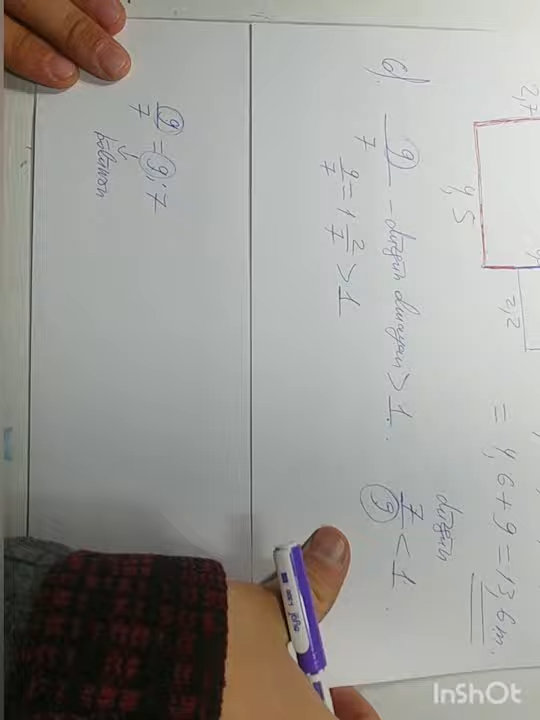 2,7
4,5
2,2
= 4,6 + 9 = 13,6 m.
6). 9/7 - düzgün olmayan > 1.
9/7 = 1 2/7 > 1
düzgün
7/9 < 1.
9/7 = 9 : 7
bölünən
InShOt